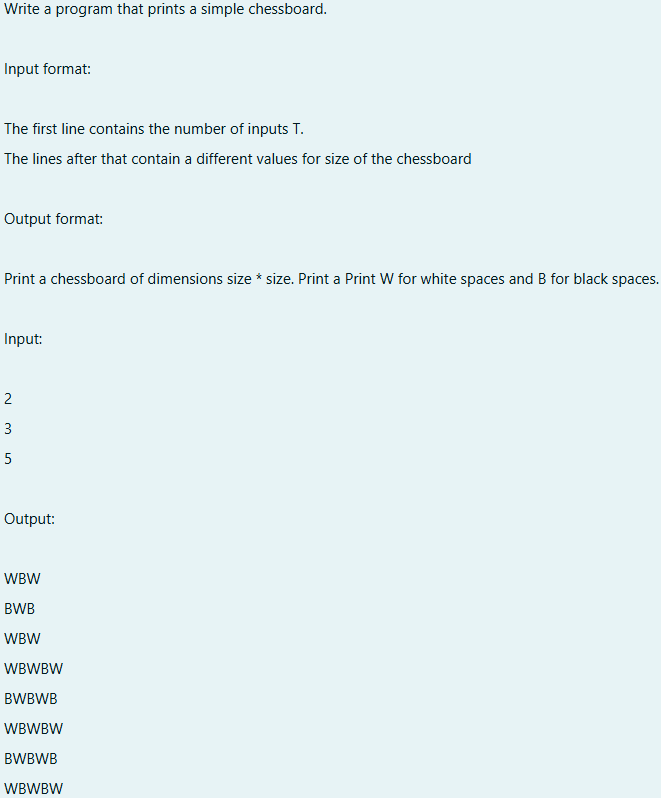 Write a program that prints a simple chessboard.
Input format:
The first line contains the number of inputs T.
The lines after that contain a different values for size of the chessboard
Output format:
Print a chessboard of dimensions size * size. Print a Print W for white spaces and B for black spaces.
Input:
2
3
5
Output:
WBW
BWB
WBW
WBWBW
BWBWB
WBWBW
BWBWB
WBWBW